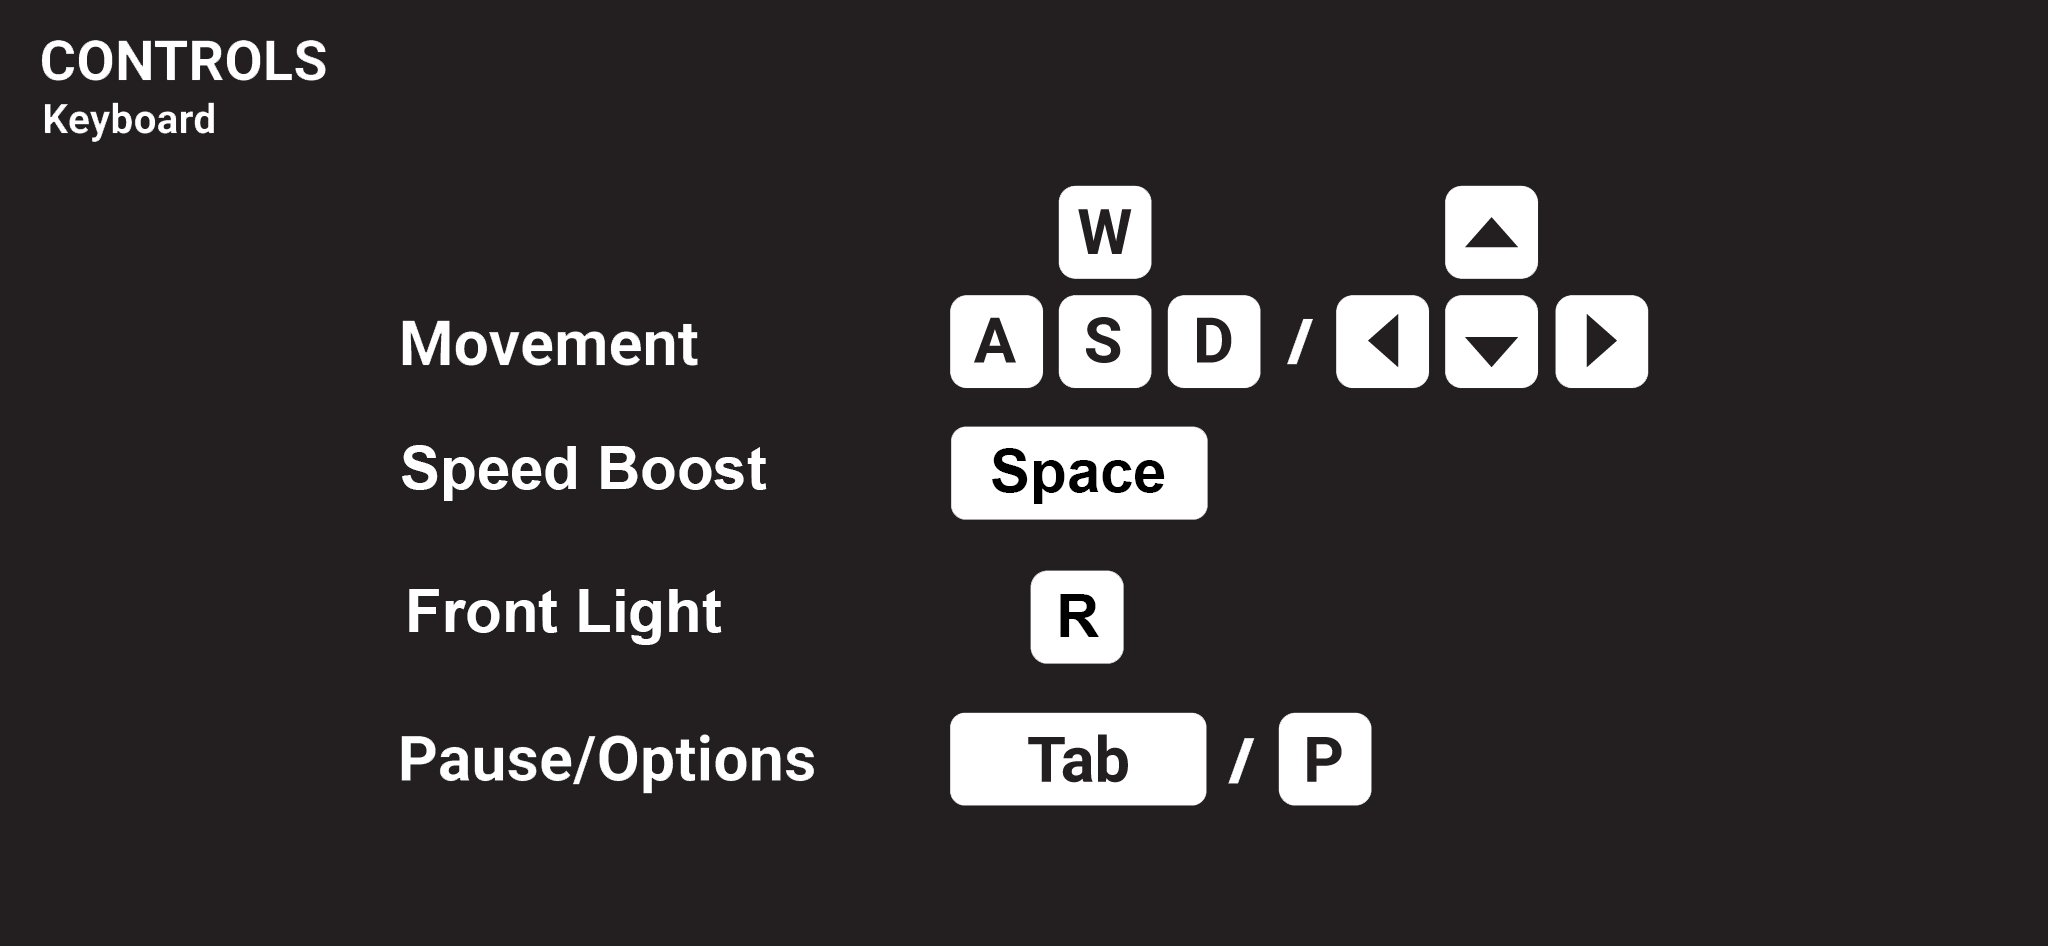 CONTROLS
Keyboard
W
Movement A S D /
Speed Boost Space
Front Light R
Pause/Options Tab / P